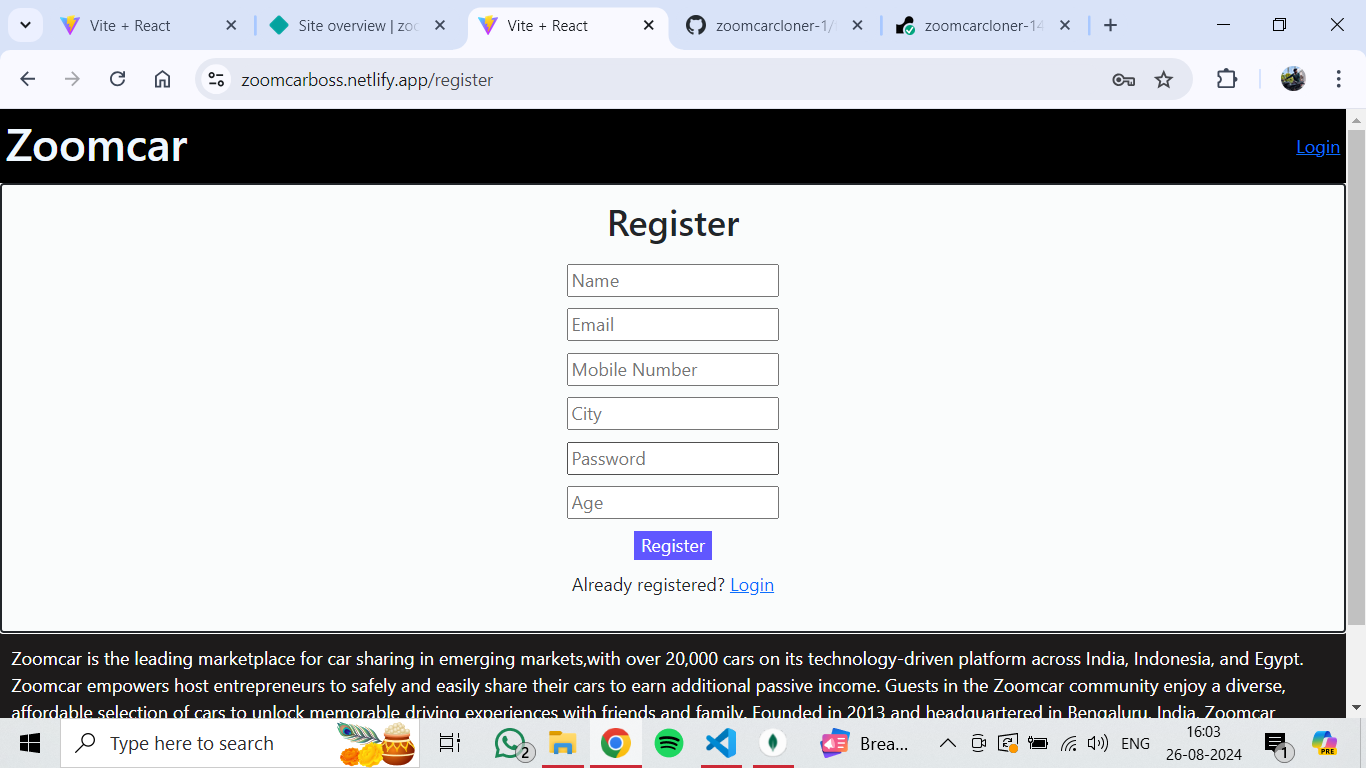 Vite + React
Site overview | zoo
Vite + React
zoomcarcloner-1/
zoomcarcloner-14
zoomcarboss.netlify.app/register
Zoomcar
Login
Register
Name
Email
Mobile Number
City
Password
Age
Register
Already registered? Login
Zoomcar is the leading marketplace for car sharing in emerging markets,with over 20,000 cars on its technology-driven platform across India, Indonesia, and Egypt.
Zoomcar empowers host entrepreneurs to safely and easily share their cars to earn additional passive income. Guests in the Zoomcar community enjoy a diverse,
affordable selection of cars to unlock memorable driving experiences with friends and family. Founded in 2013 and headquartered in Bengaluru, India, Zoomcar
Type here to search
2
Brea...
ENG
16:03
26-08-2024
1
PRE